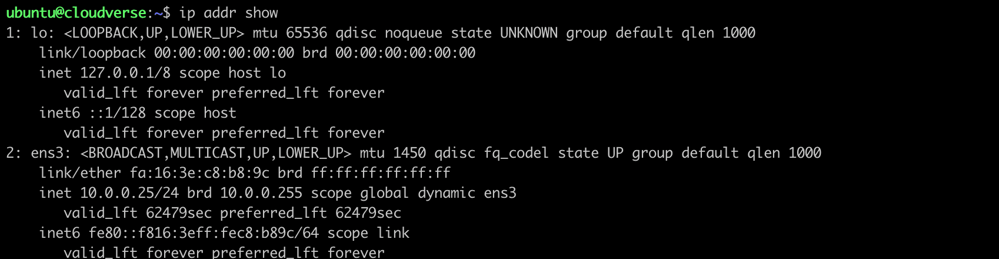 ubuntu@cloudverse:~$ ip addr show
1: lo: <LOOPBACK,UP,LOWER_UP> mtu 65536 qdisc noqueue state UNKNOWN group default qlen 1000
    link/loopback 00:00:00:00:00:00 brd 00:00:00:00:00:00
    inet 127.0.0.1/8 scope host lo
       valid_lft forever preferred_lft forever
    inet6 ::1/128 scope host
       valid_lft forever preferred_lft forever
2: ens3: <BROADCAST,MULTICAST,UP,LOWER_UP> mtu 1450 qdisc fq_codel state UP group default qlen 1000
    link/ether fa:16:3e:c8:b8:9c brd ff:ff:ff:ff:ff:ff
    inet 10.0.0.25/24 brd 10.0.0.255 scope global dynamic ens3
       valid_lft 62479sec preferred_lft 62479sec
    inet6 fe80::f816:3eff:fec8:b89c/64 scope link
       valid_lft forever preferred_lft forever